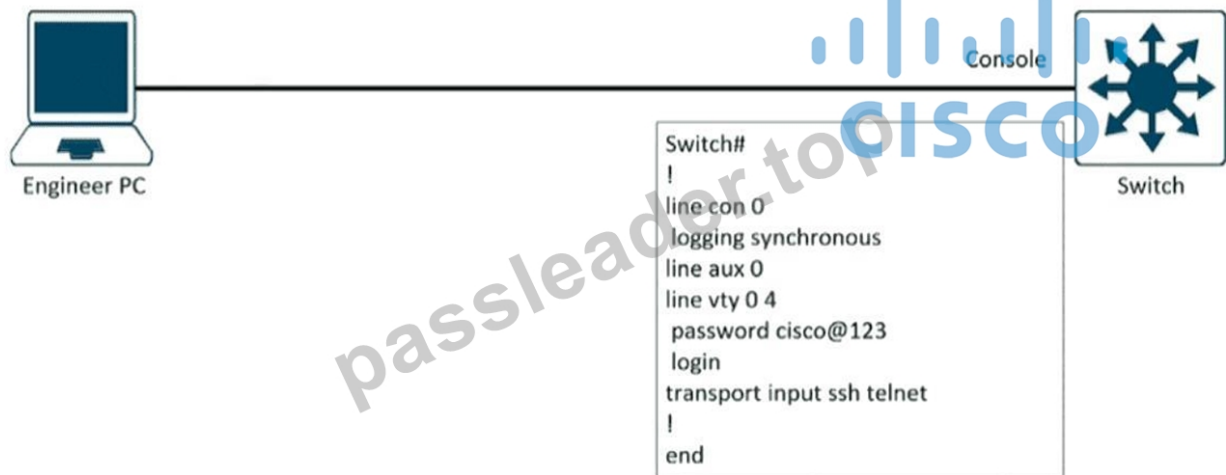 Console
CISCO
Engineer PC
Switch
Switch#
!
line con 0
logging synchronous
line aux 0
line vty 0 4
password cisco@123
login
transport input ssh telnet
!
end
passleader.top